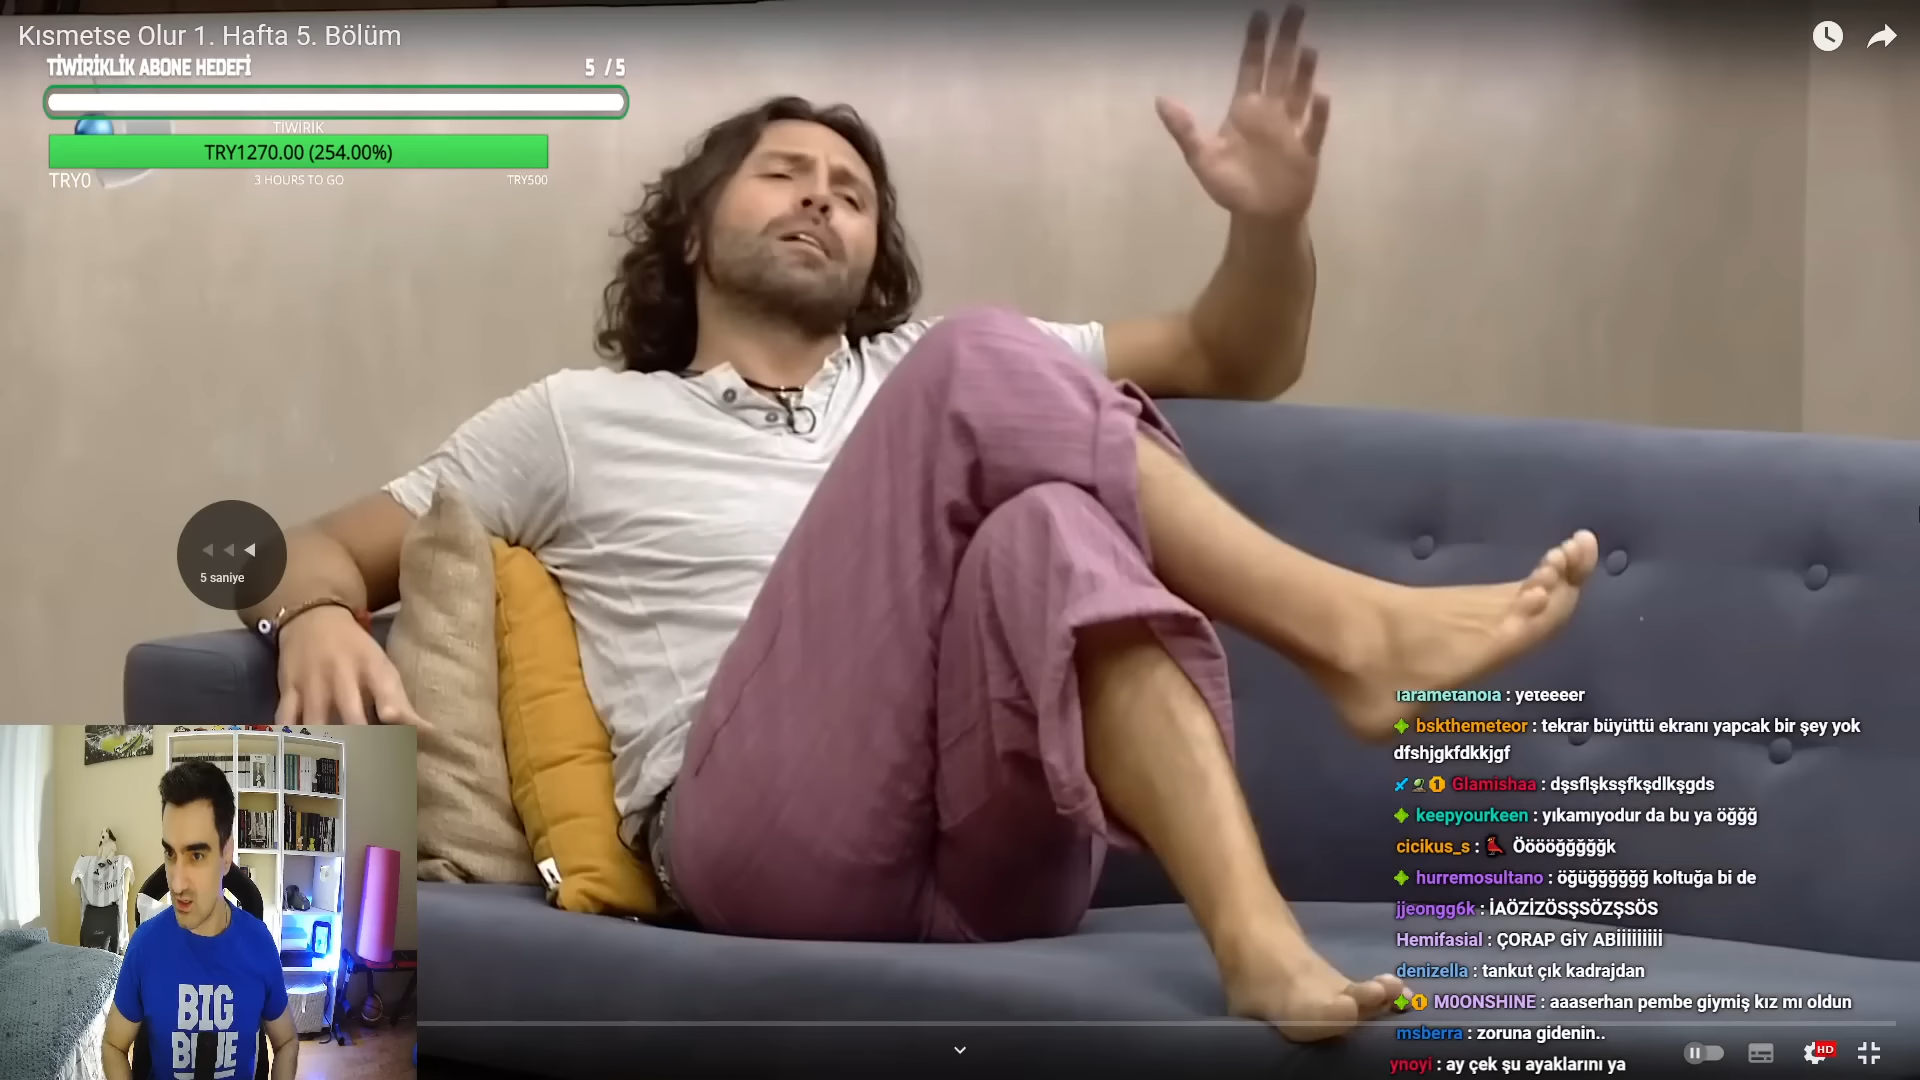 Kısmetse Olur 1. Hafta 5. Bölüm
TİWİRİKLİK ABONE HEDEFİ 5 / 5
TIWIRIK
TRY1270.00 (254.00%)
TRY0 3 HOURS TO GO TRY500
5 saniye
larametanoia : yeteeeer
bskthemeteor : tekrar büyüttü ekranı yapcak bir şey yok
dfshjgkfdkkjgf
Glamishaa : dşsflşksşfkşdlkşgds
keepyourkeen : yıkamıyodur da bu ya öğğğ
cicikus_s : Ööööğğğğğk
hurremosultano : öğüğğğğğğ koltuğa bi de
jjeongg6k : İAÖZİZÖSŞSÖZŞSÖS
Hemifasial : ÇORAP GİY ABİİİİİİİİİ
denizella : tankut çık kadrajdan
M0ONSHINE : aaaserhan pembe giymiş kız mı oldun
msberra : zoruna gidenin..
ynoyi : ay çek şu ayaklarını ya
HD
BIG